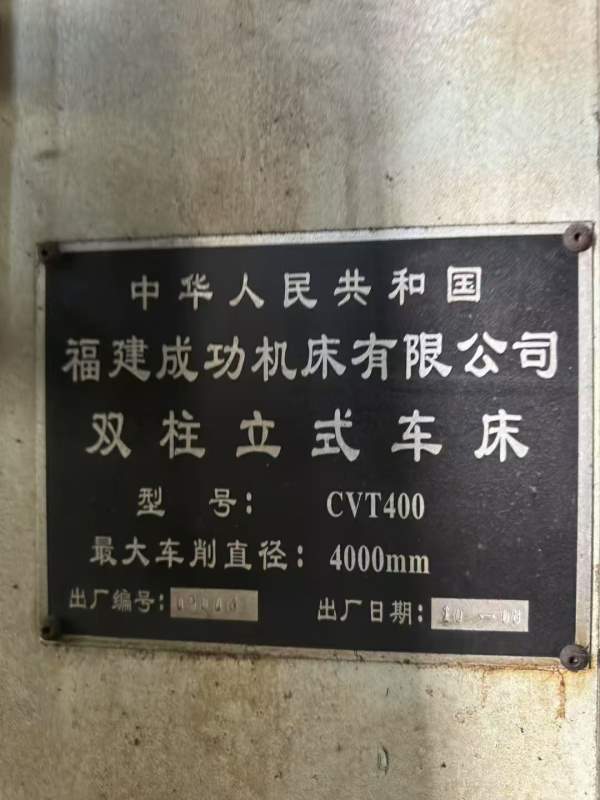 中华人民共和国
福建成功机床有限公司
双柱立式车床
型 号： CVT400
最大车削直径：4000mm
出厂编号：
出厂日期：